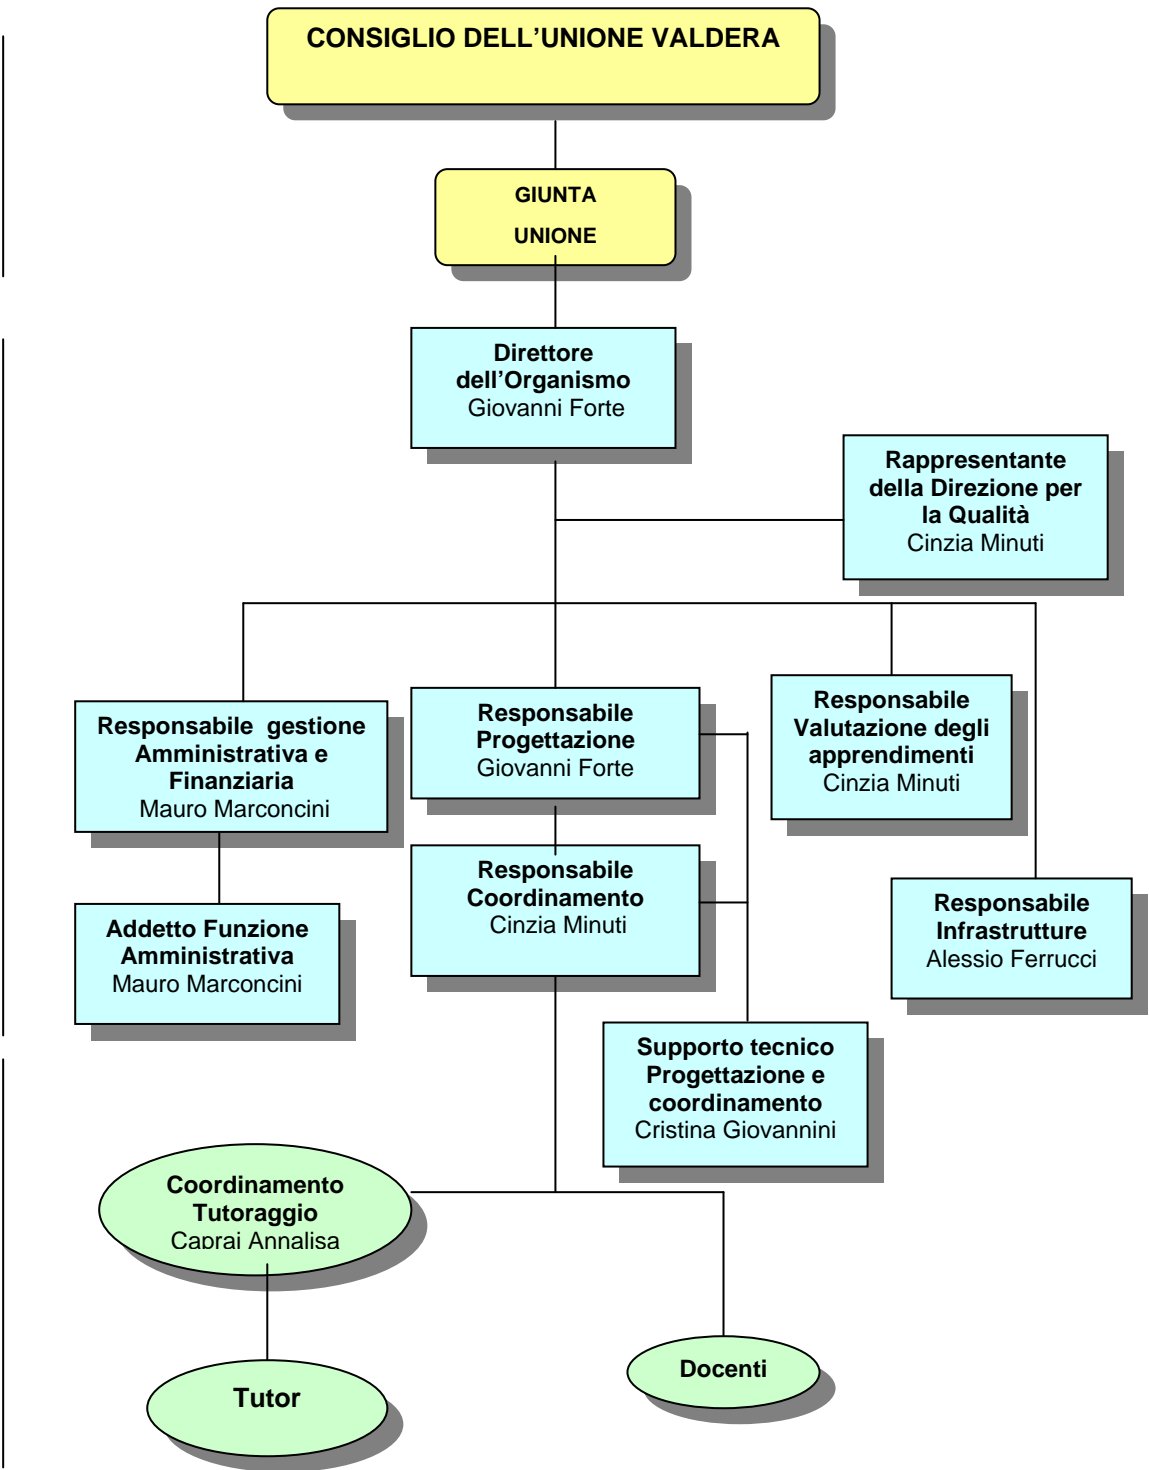 CONSIGLIO DELL’UNIONE VALDERA
GIUNTA
UNIONE
Direttore
dell’Organismo
Giovanni Forte
Rappresentante
della Direzione per
la Qualità
Cinzia Minuti
Responsabile gestione
Amministrativa e
Finanziaria
Mauro Marconcini
Responsabile
Progettazione
Giovanni Forte
Responsabile
Valutazione degli
apprendimenti
Cinzia Minuti
Addetto Funzione
Amministrativa
Mauro Marconcini
Responsabile
Coordinamento
Cinzia Minuti
Responsabile
Infrastrutture
Alessio Ferrucci
Supporto tecnico
Progettazione e
coordinamento
Cristina Giovannini
Coordinamento
Tutoraggio
Caprai Annalisa
Docenti
Tutor